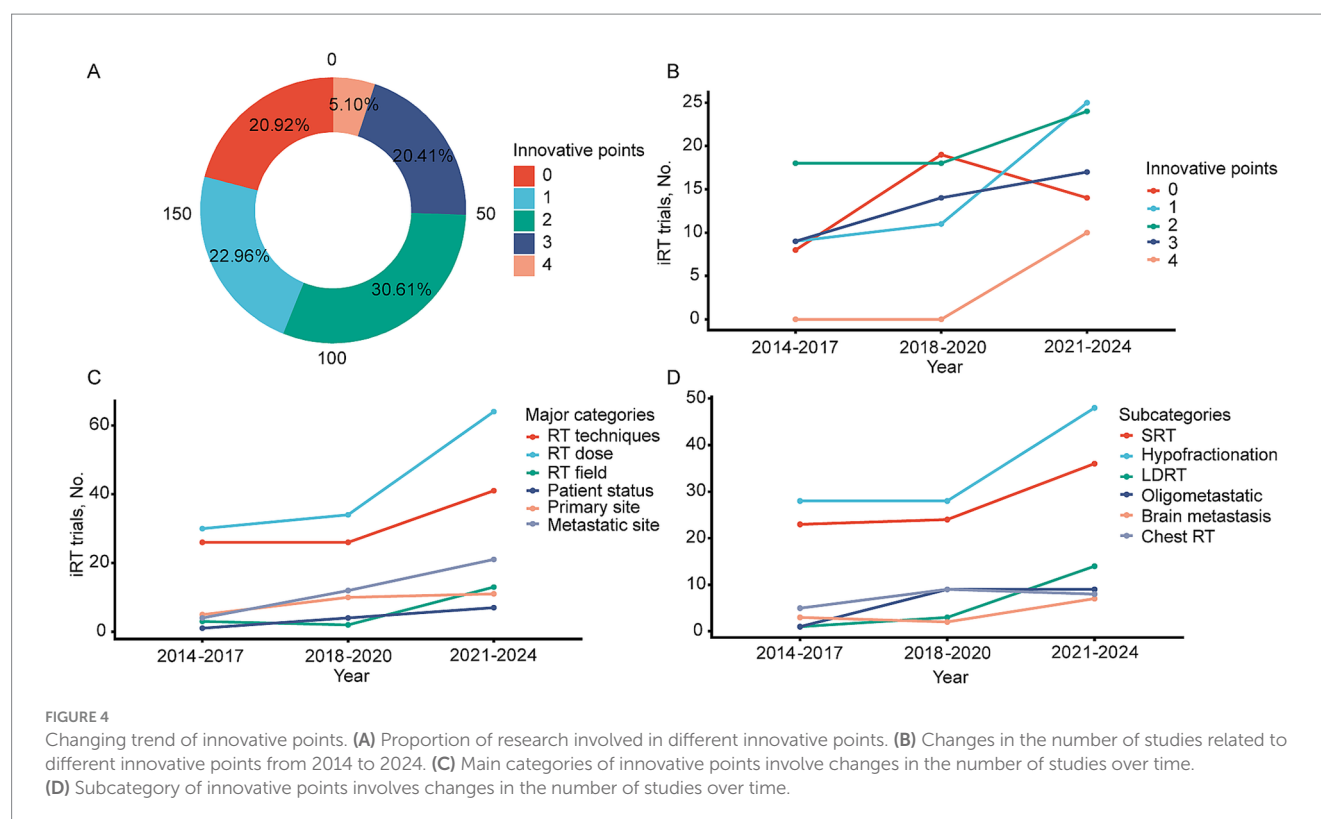 A
0
50
100
150
5.10%
20.41%
30.61%
22.96%
20.92%
Innovative points
0
1
2
3
4
B
iRT trials, No.
25
20
15
10
5
0
2014-2017
2018-2020
2021-2024
Year
Innovative points
0
1
2
3
4
C
iRT trials, No.
60
40
20
0
2014-2017
2018-2020
2021-2024
Year
Major categories
RT techniques
RT dose
RT field
Patient status
Primary site
Metastatic site
D
50
40
30
20
10
0
2014-2017
2018-2020
2021-2024
Year
Subcategories
SRT
Hypofractionation
LDRT
Oligometastatic
Brain metastasis
Chest RT
FIGURE 4
Changing trend of innovative points. (A) Proportion of research involved in different innovative points. (B) Changes in the number of studies related to
different innovative points from 2014 to 2024. (C) Main categories of innovative points involve changes in the number of studies over time.
(D) Subcategory of innovative points involves changes in the number of studies over time.